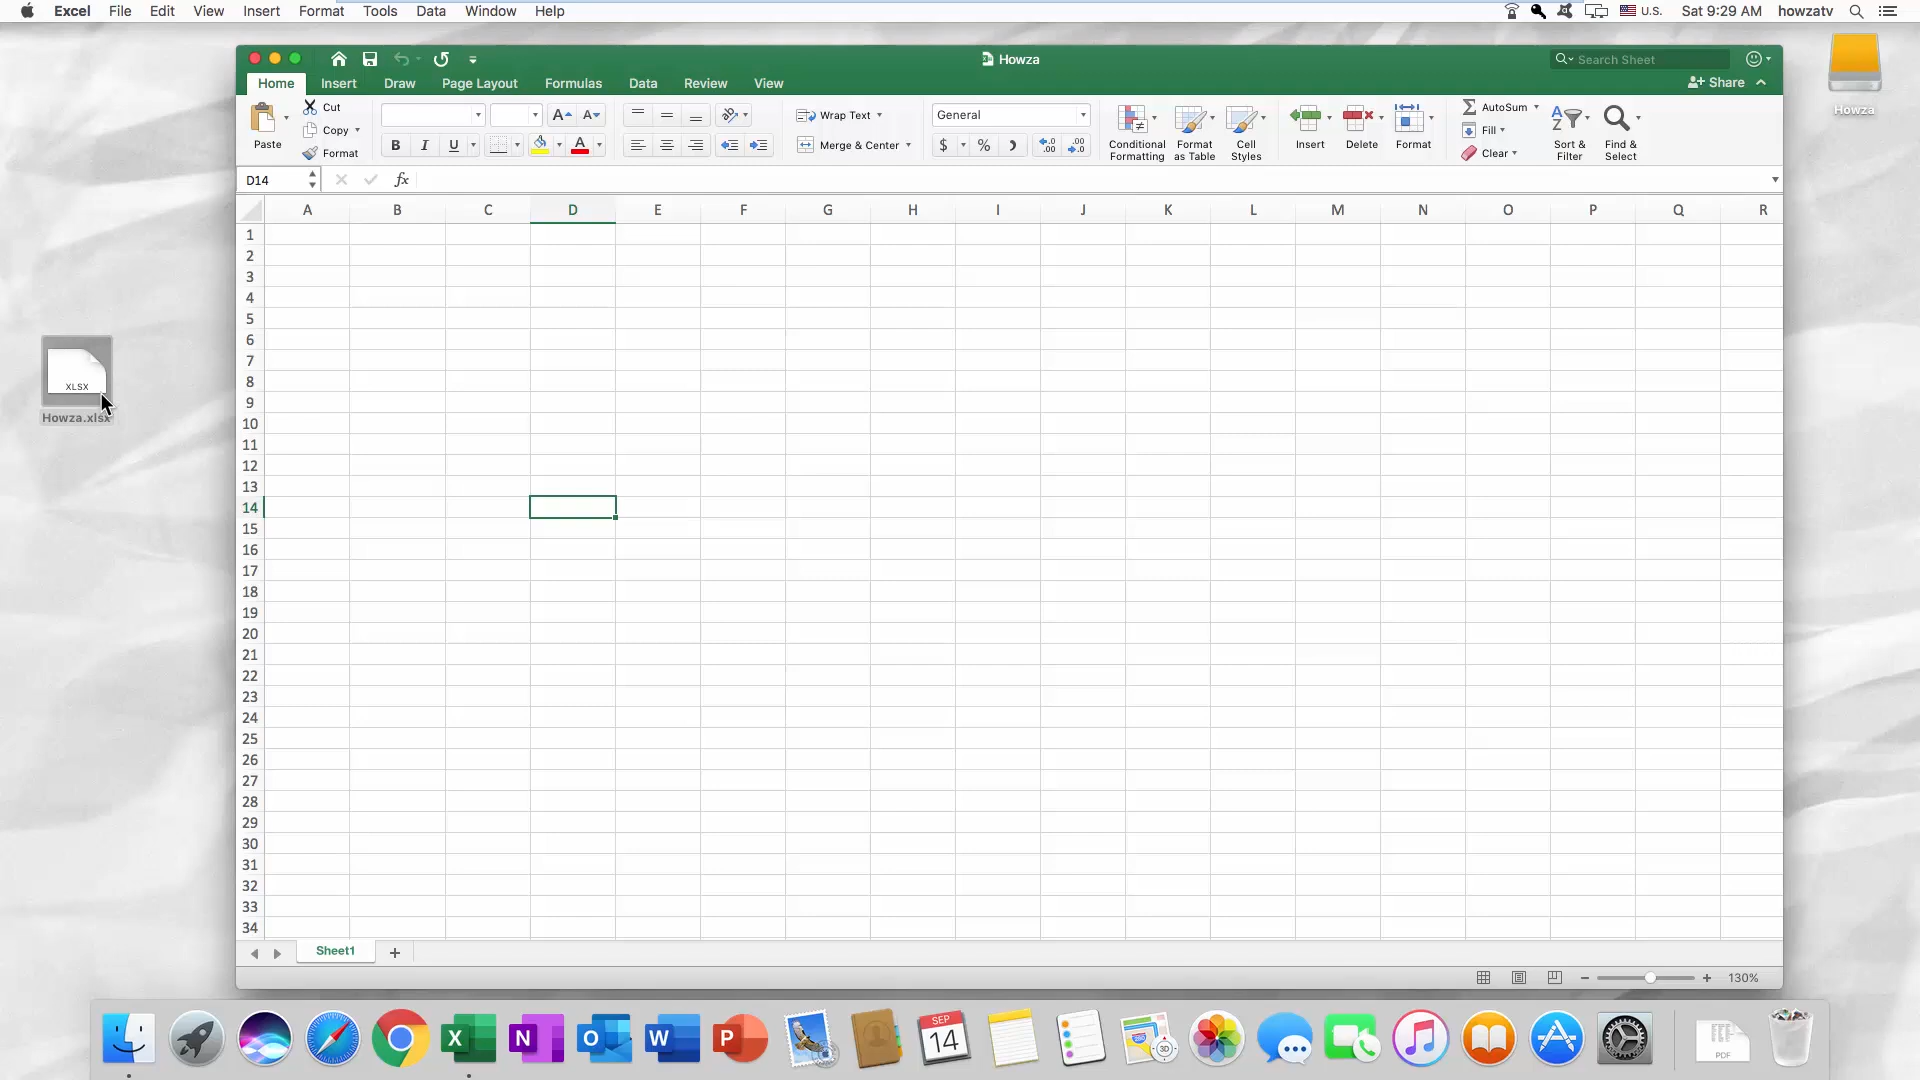 Excel File Edit View Insert Format Tools Data Window Help U.S. Sat 9:29 AM howzatv
Howza
Search Sheet
Home Insert Draw Page Layout Formulas Data Review View Share
Howza
Paste
Cut
Copy
Format
B I U
A A
A
Wrap Text
Merge & Center
General
$ %
Conditional
Formatting
Format
as Table
Cell
Styles
Insert
Delete
Format
AutoSum
Fill
Clear
Sort &
Filter
Find &
Select
D14 fx
A B C D E F G H I J K L M N O P Q R
1
2
3
4
5
6
7
8
9
10
11
12
13
14
15
16
17
18
19
20
21
22
23
24
25
26
27
28
29
30
31
32
33
34
XLSX
Howza.xlsx
Sheet1
130%
X N O W P
SEP
14
280
3D
PDF